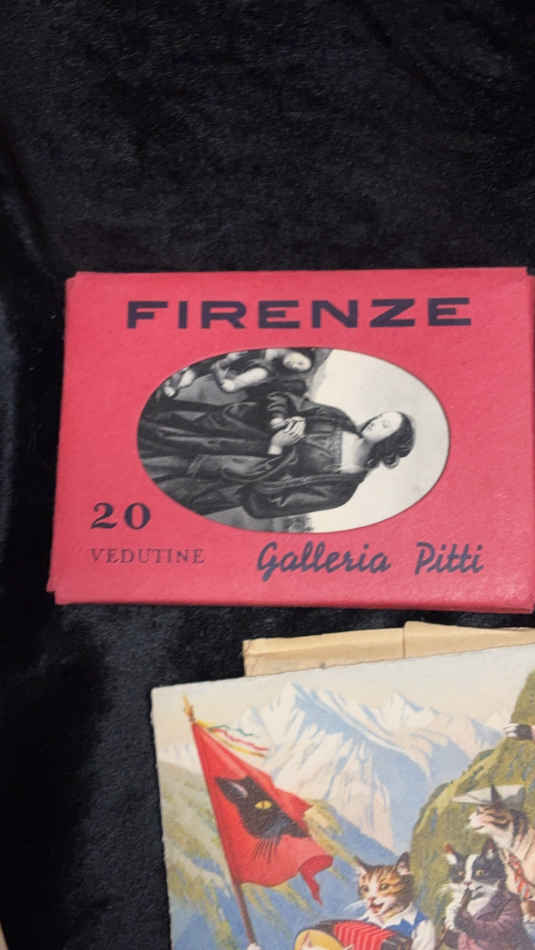 FIRENZE
20
VEDUTINE
Galleria Pitti